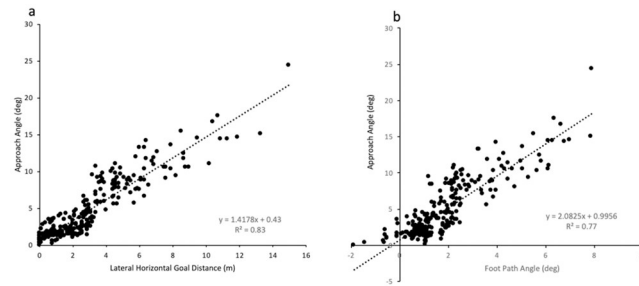 a
30
25
20
15
10
5
0
0 2 4 6 8 10 12 14 16
Approach Angle (deg)
Lateral Horizontal Goal Distance (m)
y = 1.4178x + 0.43
R² = 0.83
b
30
25
20
15
10
5
0
-5
-2 0 2 4 6 8
Approach Angle (deg)
Foot Path Angle (deg)
y = 2.0825x + 0.9956
R² = 0.77